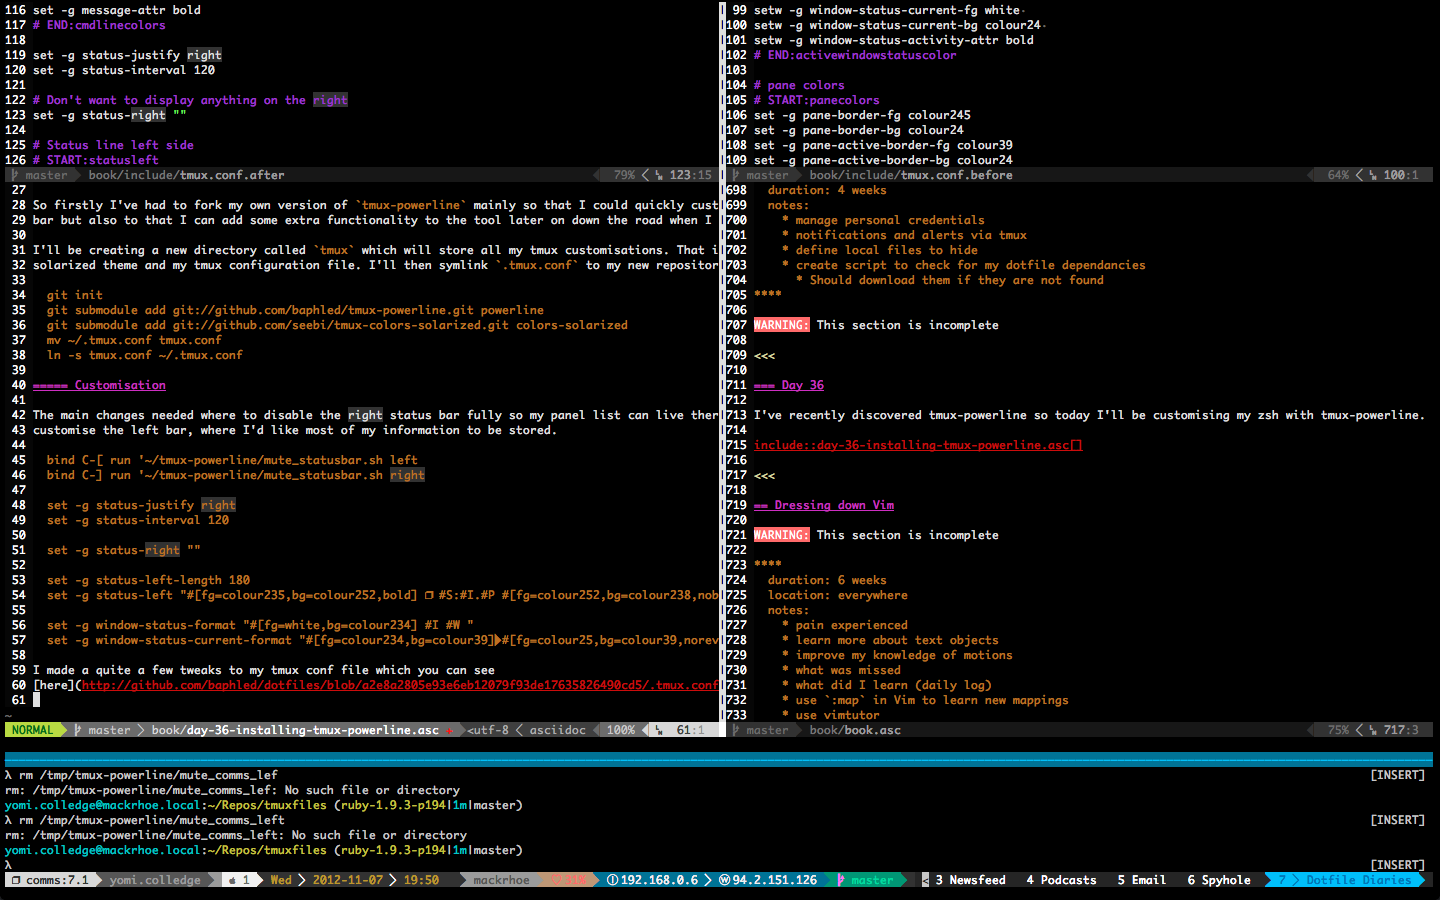 116 set -g message-attr bold
117 # END:cmdlinecolors
118
119 set -g status-justify right
120 set -g status-interval 120
121
122 # Don't want to display anything on the right
123 set -g status-right ""
124
125 # Status line left side
126 # START:statusleft
master book/include/tmux.conf.after 79% 123:15
27
28 So firstly I've had to fork my own version of `tmux-powerline` mainly so that I could quickly cust
29 bar but also to that I can add some extra functionality to the tool later on down the road when I
30
31 I'll be creating a new directory called `tmux` which will store all my tmux customisations. That i
32 solarized theme and my tmux configuration file. I'll then symlink `.tmux.conf` to my new repositor
33
34 git init
35 git submodule add git://github.com/baphled/tmux-powerline.git powerline
36 git submodule add git://github.com/seebi/tmux-colors-solarized.git colors-solarized
37 mv ~/.tmux.conf tmux.conf
38 ln -s tmux.conf ~/.tmux.conf
39
40 ===== Customisation
41
42 The main changes needed where to disable the right status bar fully so my panel list can live ther
43 customise the left bar, where I'd like most of my information to be stored.
44
45 bind C-[ run '~/tmux-powerline/mute_statusbar.sh left
46 bind C-] run '~/tmux-powerline/mute_statusbar.sh right
47
48 set -g status-justify right
49 set -g status-interval 120
50
51 set -g status-right ""
52
53 set -g status-left-length 180
54 set -g status-left "#[fg=colour235,bg=colour252,bold] ❐ #S:#I.#P #[fg=colour252,bg=colour238,nob
55
56 set -g window-status-format "#[fg=white,bg=colour234] #I #W "
57 set -g window-status-current-format "#[fg=colour234,bg=colour39]#[fg=colour25,bg=colour39,norev
58
59 I made a quite a few tweaks to my tmux conf file which you can see
60 [here](http://github.com/baphled/dotfiles/blob/a2e8a2805e93e6eb12079f93de17635826490cd5/.tmux.conf
61
~
NORMAL master book/day-36-installing-tmux-powerline.asc + <utf-8 < asciidoc 100% 61:1
99 setw -g window-status-current-fg white
100 setw -g window-status-current-bg colour24
101 setw -g window-status-activity-attr bold
102 # END:activewindowstatuscolor
103
104 # pane colors
105 # START:panecolors
106 set -g pane-border-fg colour245
107 set -g pane-border-bg colour24
108 set -g pane-active-border-fg colour39
109 set -g pane-active-border-bg colour24
master book/include/tmux.conf.before 64% 100:1
698 duration: 4 weeks
699 notes:
700 * manage personal credentials
701 * notifications and alerts via tmux
702 * define local files to hide
703 * create script to check for my dotfile dependancies
704 * Should download them if they are not found
705 ****
706
707 WARNING: This section is incomplete
708
709 <<<
710
711 === Day 36
712
713 I've recently discovered tmux-powerline so today I'll be customising my zsh with tmux-powerline.
714
715 include::day-36-installing-tmux-powerline.asc[]
716
717 <<<
718
719 == Dressing down Vim
720
721 WARNING: This section is incomplete
722
723 ****
724 duration: 6 weeks
725 location: everywhere
726 notes:
727 * pain experienced
728 * learn more about text objects
729 * improve my knowledge of motions
730 * what was missed
731 * what did I learn (daily log)
732 * use `:map` in Vim to learn new mappings
733 * use vimtutor
master book/book.asc 75% 717:3
λ rm /tmp/tmux-powerline/mute_comms_lef [INSERT]
rm: /tmp/tmux-powerline/mute_comms_lef: No such file or directory
yomi.colledge@mackrhoe.local:~/Repos/tmuxfiles (ruby-1.9.3-p194|1m|master)
λ rm /tmp/tmux-powerline/mute_comms_left [INSERT]
rm: /tmp/tmux-powerline/mute_comms_left: No such file or directory
yomi.colledge@mackrhoe.local:~/Repos/tmuxfiles (ruby-1.9.3-p194|1m|master)
λ [INSERT]
❐ comms:7.1 yomi.colledge 1 Wed 2012-11-07 19:50 mackrhoe Ⓛ 192.168.0.6 Ⓦ 94.2.151.126 master < 3 Newsfeed 4 Podcasts 5 Email 6 Spyhole 7 Dotfile Diaries